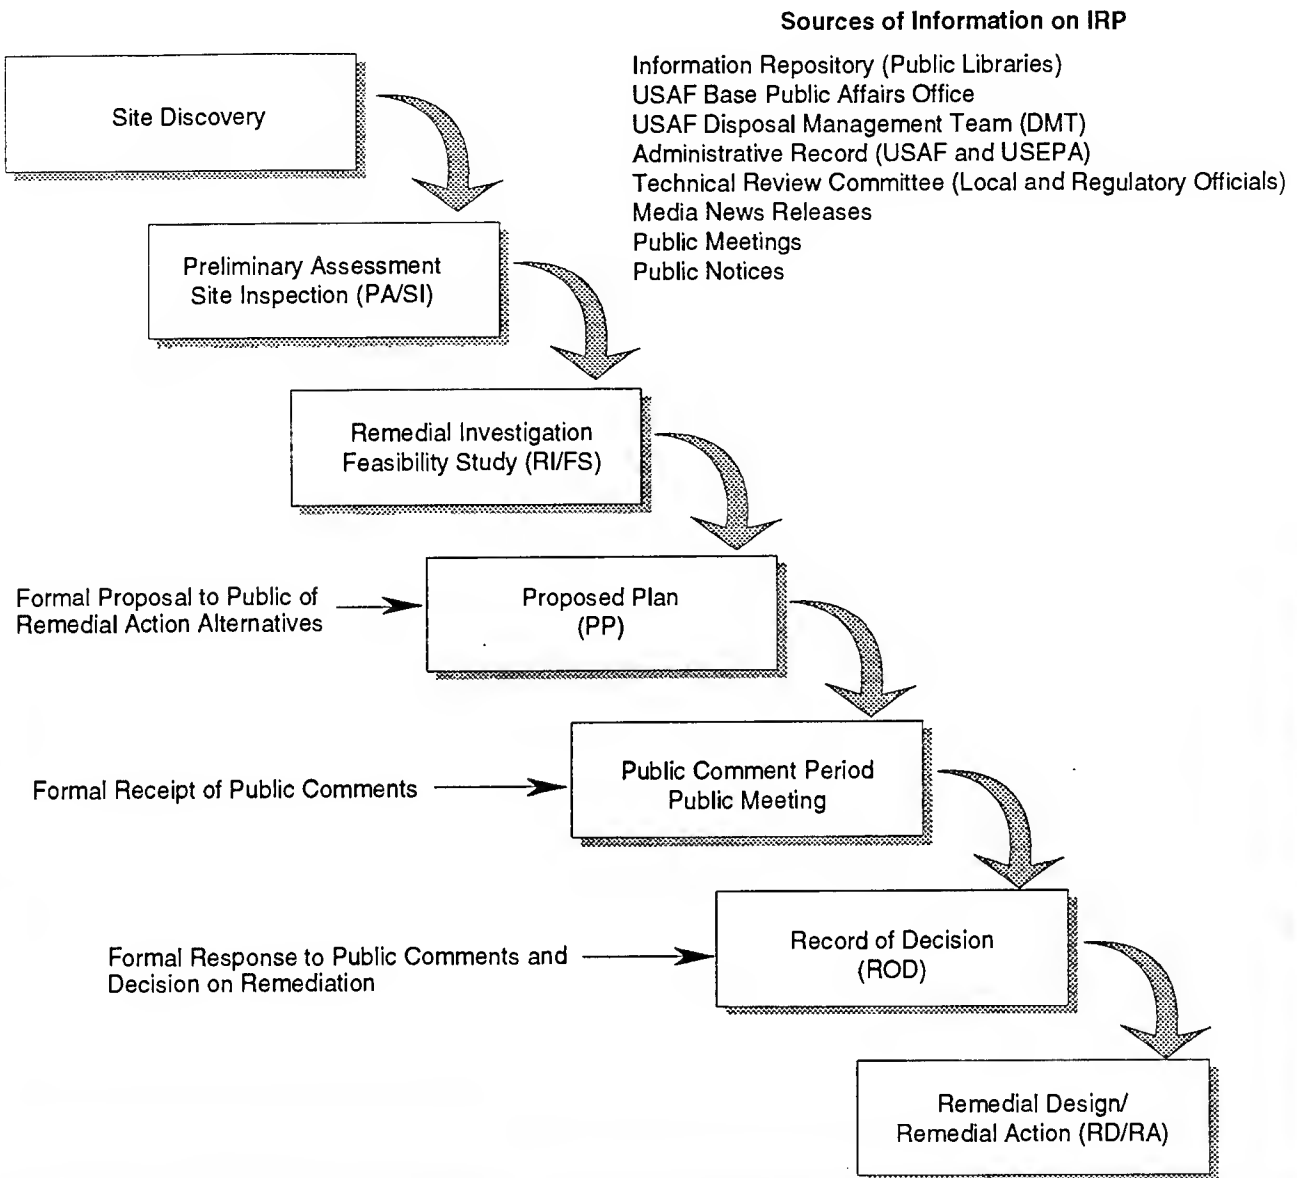 Sources of Information on IRP
Information Repository (Public Libraries)
USAF Base Public Affairs Office
USAF Disposal Management Team (DMT)
Administrative Record (USAF and USEPA)
Technical Review Committee (Local and Regulatory Officials)
Media News Releases
Public Meetings
Public Notices
Site Discovery
Preliminary Assessment
Site Inspection (PA/SI)
Remedial Investigation
Feasibility Study (RI/FS)
Formal Proposal to Public of
Remedial Action Alternatives
Proposed Plan
(PP)
Formal Receipt of Public Comments
Public Comment Period
Public Meeting
Formal Response to Public Comments and
Decision on Remediation
Record of Decision
(ROD)
Remedial Design/
Remedial Action (RD/RA)